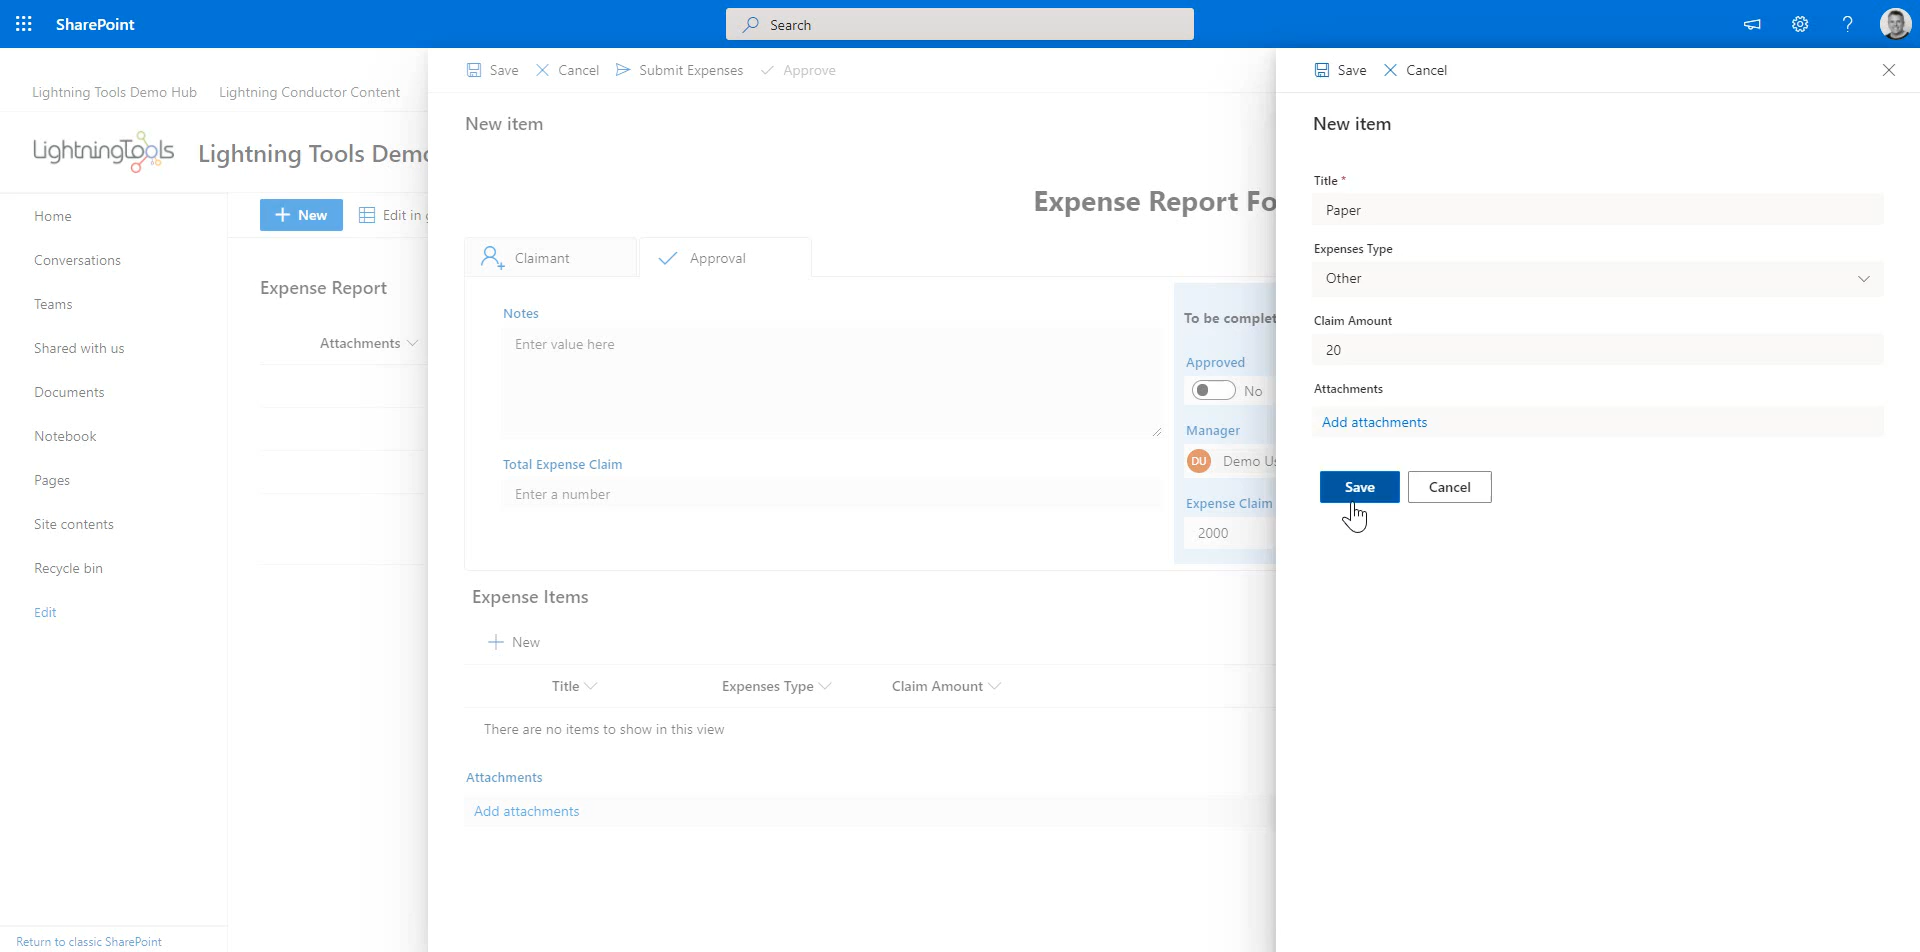 SharePoint
Search
Lightning Tools Demo Hub
Lightning Conductor Content
LightningTools
Lightning Tools Demo
Home
Conversations
Teams
Shared with us
Documents
Notebook
Pages
Site contents
Recycle bin
Edit
Return to classic SharePoint
New
Edit in
Expense Report
Attachments
Save
Cancel
Submit Expenses
Approve
New item
Expense Report Fo
Claimant
Approval
Notes
Enter value here
Total Expense Claim
Enter a number
To be complet
Approved
No
Manager
DU Demo Us
Expense Claim
2000
Expense Items
New
Title
Expenses Type
Claim Amount
There are no items to show in this view
Attachments
Add attachments
Save
Cancel
New item
Title *
Paper
Expenses Type
Other
Claim Amount
20
Attachments
Add attachments
Save
Cancel